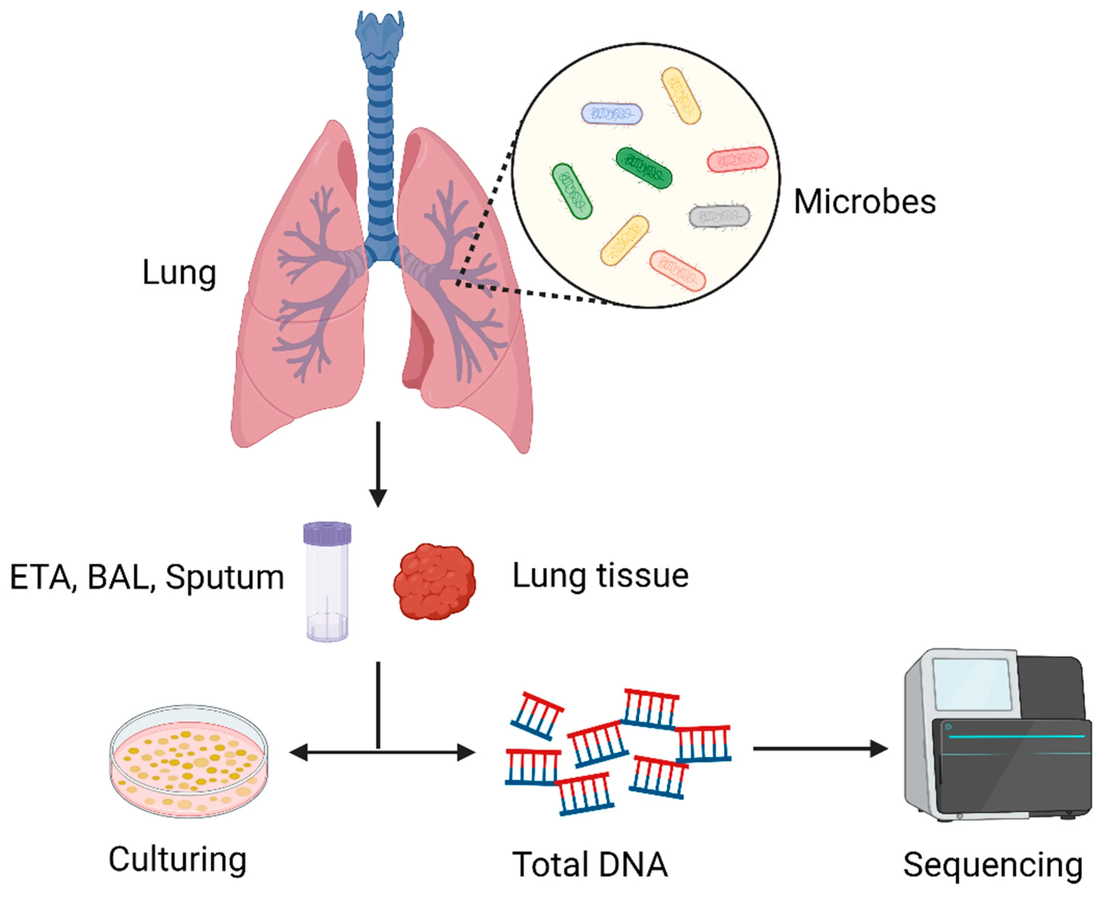 Microbes
Lung
ETA, BAL, Sputum
Lung tissue
Culturing
Total DNA
Sequencing